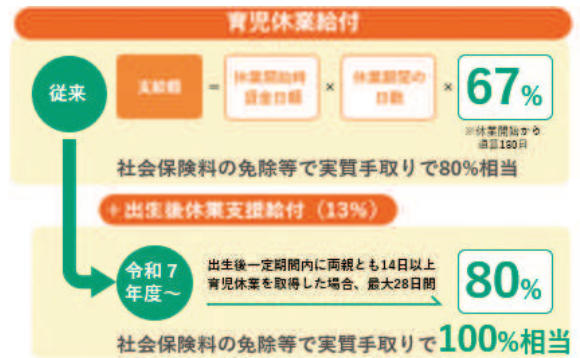 育児休業給付
従来
支給額 = 休業開始時賃金日額 × 休業期間の日数 × 67%
※休業開始から
通算180日
社会保険料の免除等で実質手取りで80%相当
+ 出生後休業支援給付(13%)
令和7
年度～
出生後一定期間内に両親とも14日以上
育児休業を取得した場合、最大28日間
80%
社会保険料の免除等で実質手取りで100%相当